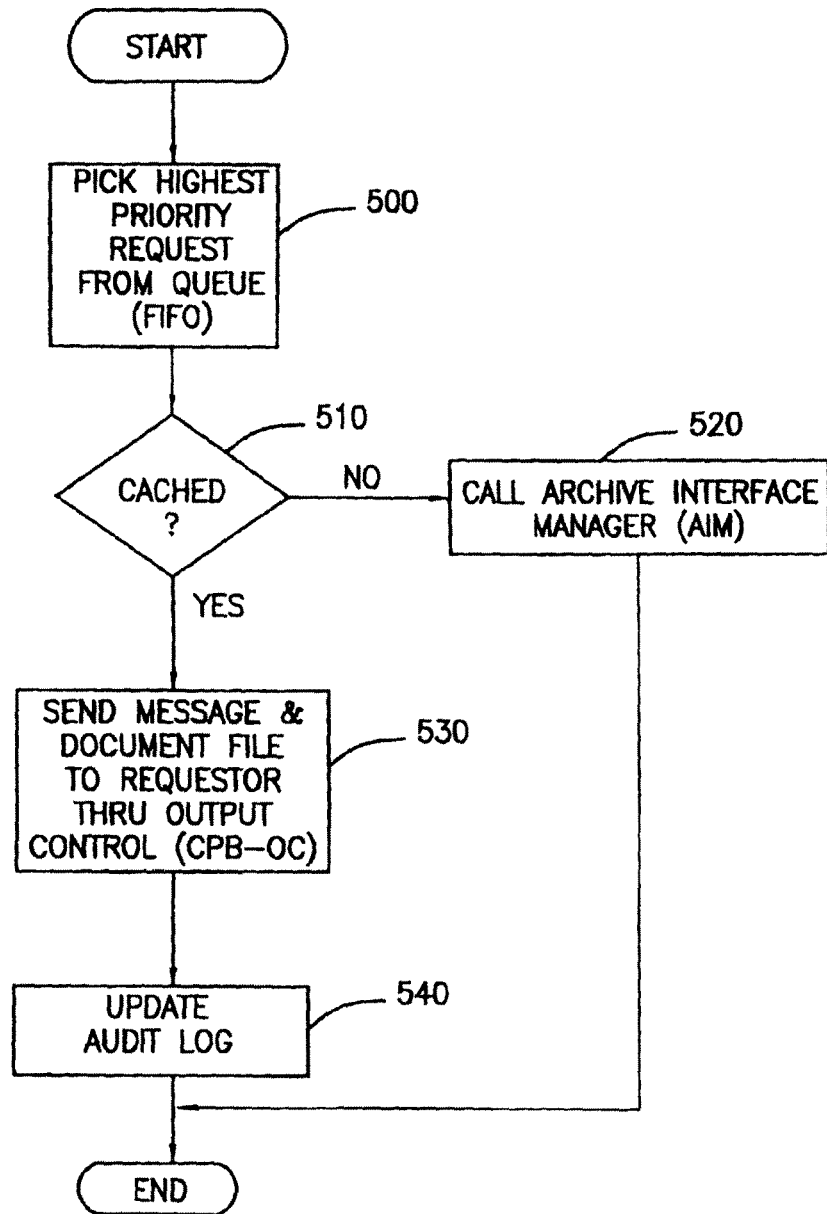 START
PICK HIGHEST
PRIORITY
REQUEST
FROM QUEUE
(FIFO)
500
CACHED
?
510
NO
520
CALL ARCHIVE INTERFACE
MANAGER (AIM)
YES
SEND MESSAGE &
DOCUMENT FILE
TO REQUESTOR
THRU OUTPUT
CONTROL (CPB-OC)
530
UPDATE
AUDIT LOG
540
END